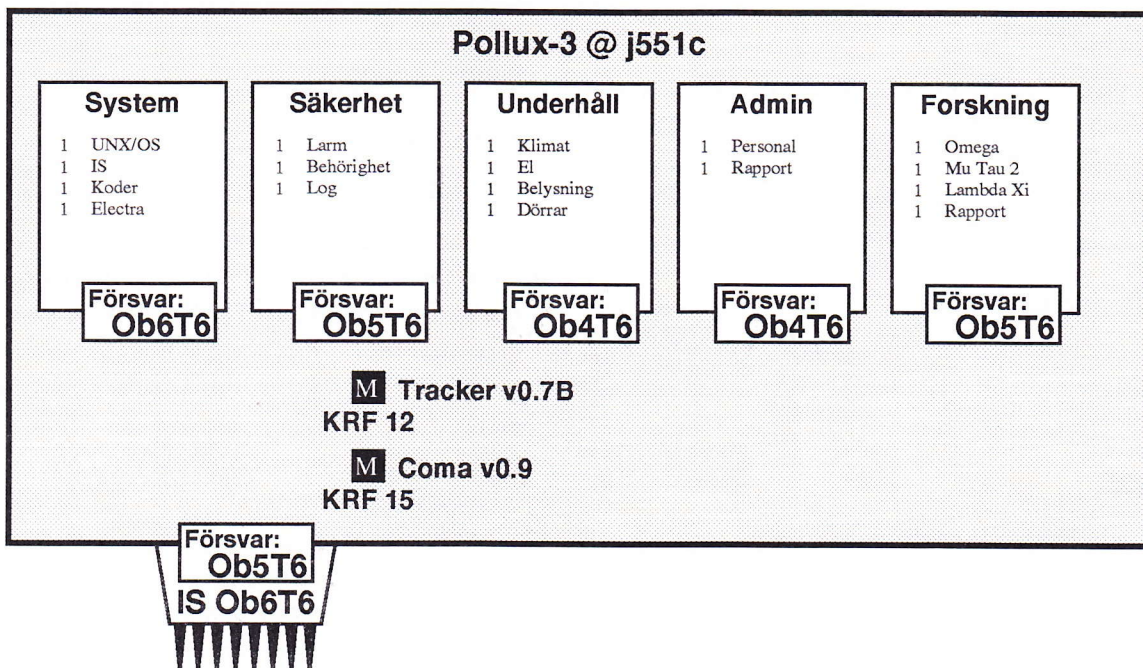 Pollux-3 @ j551c
System
1 UNX/OS
1 IS
1 Koder
1 Electra
Försvar:
Ob6T6
Säkerhet
1 Larm
1 Behörighet
1 Log
Försvar:
Ob5T6
Underhåll
1 Klimat
1 El
1 Belysning
1 Dörrar
Försvar:
Ob4T6
Admin
1 Personal
1 Rapport
Försvar:
Ob4T6
Forskning
1 Omega
1 Mu Tau 2
1 Lambda Xi
1 Rapport
Försvar:
Ob5T6
M Tracker v0.7B
KRF 12
M Coma v0.9
KRF 15
Försvar:
Ob5T6
IS Ob6T6